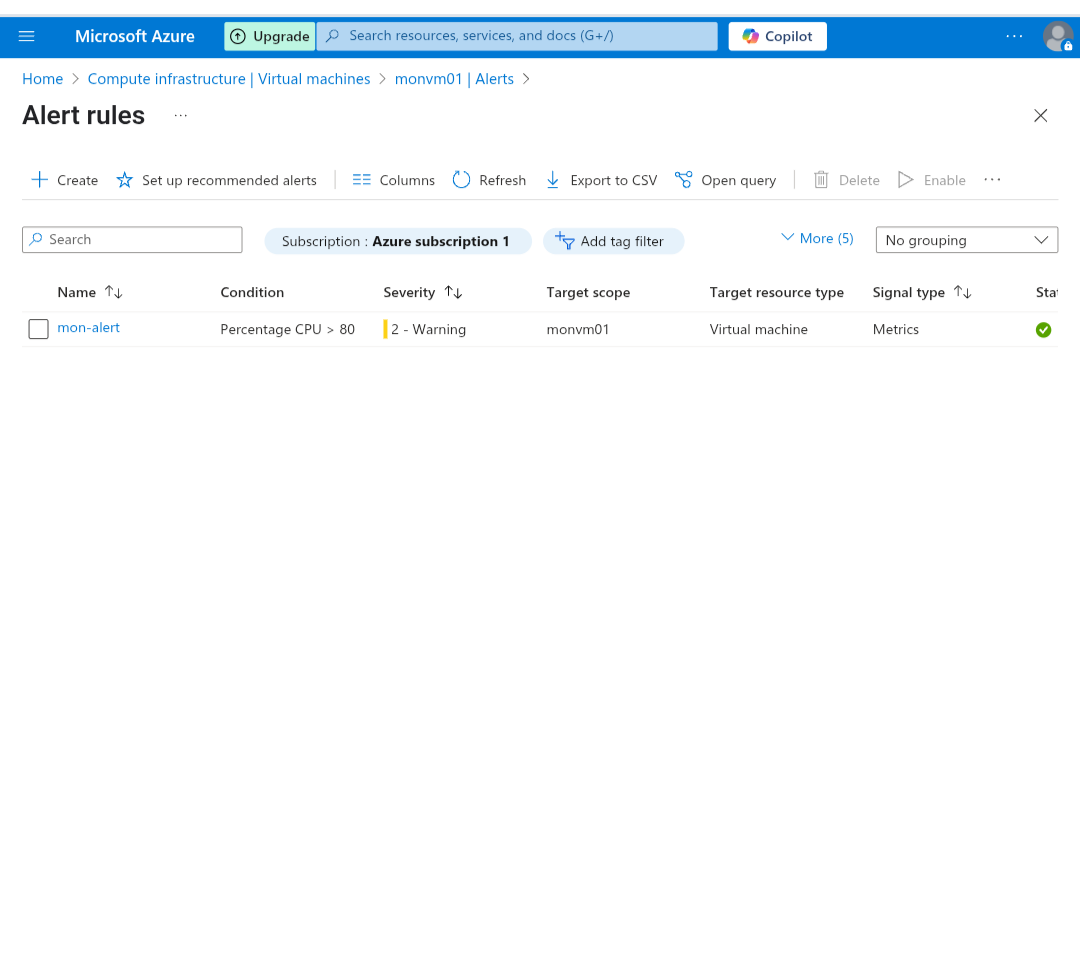 Microsoft Azure Upgrade Search resources, services, and docs (G+/) Copilot ...
Home > Compute infrastructure | Virtual machines > monvm01 | Alerts >
Alert rules ...
Create Set up recommended alerts Columns Refresh Export to CSV Open query Delete Enable ...
Search Subscription : Azure subscription 1 Add tag filter More (5) No grouping
Name Condition Severity Target scope Target resource type Signal type Stat
mon-alert Percentage CPU > 80 2 - Warning monvm01 Virtual machine Metrics